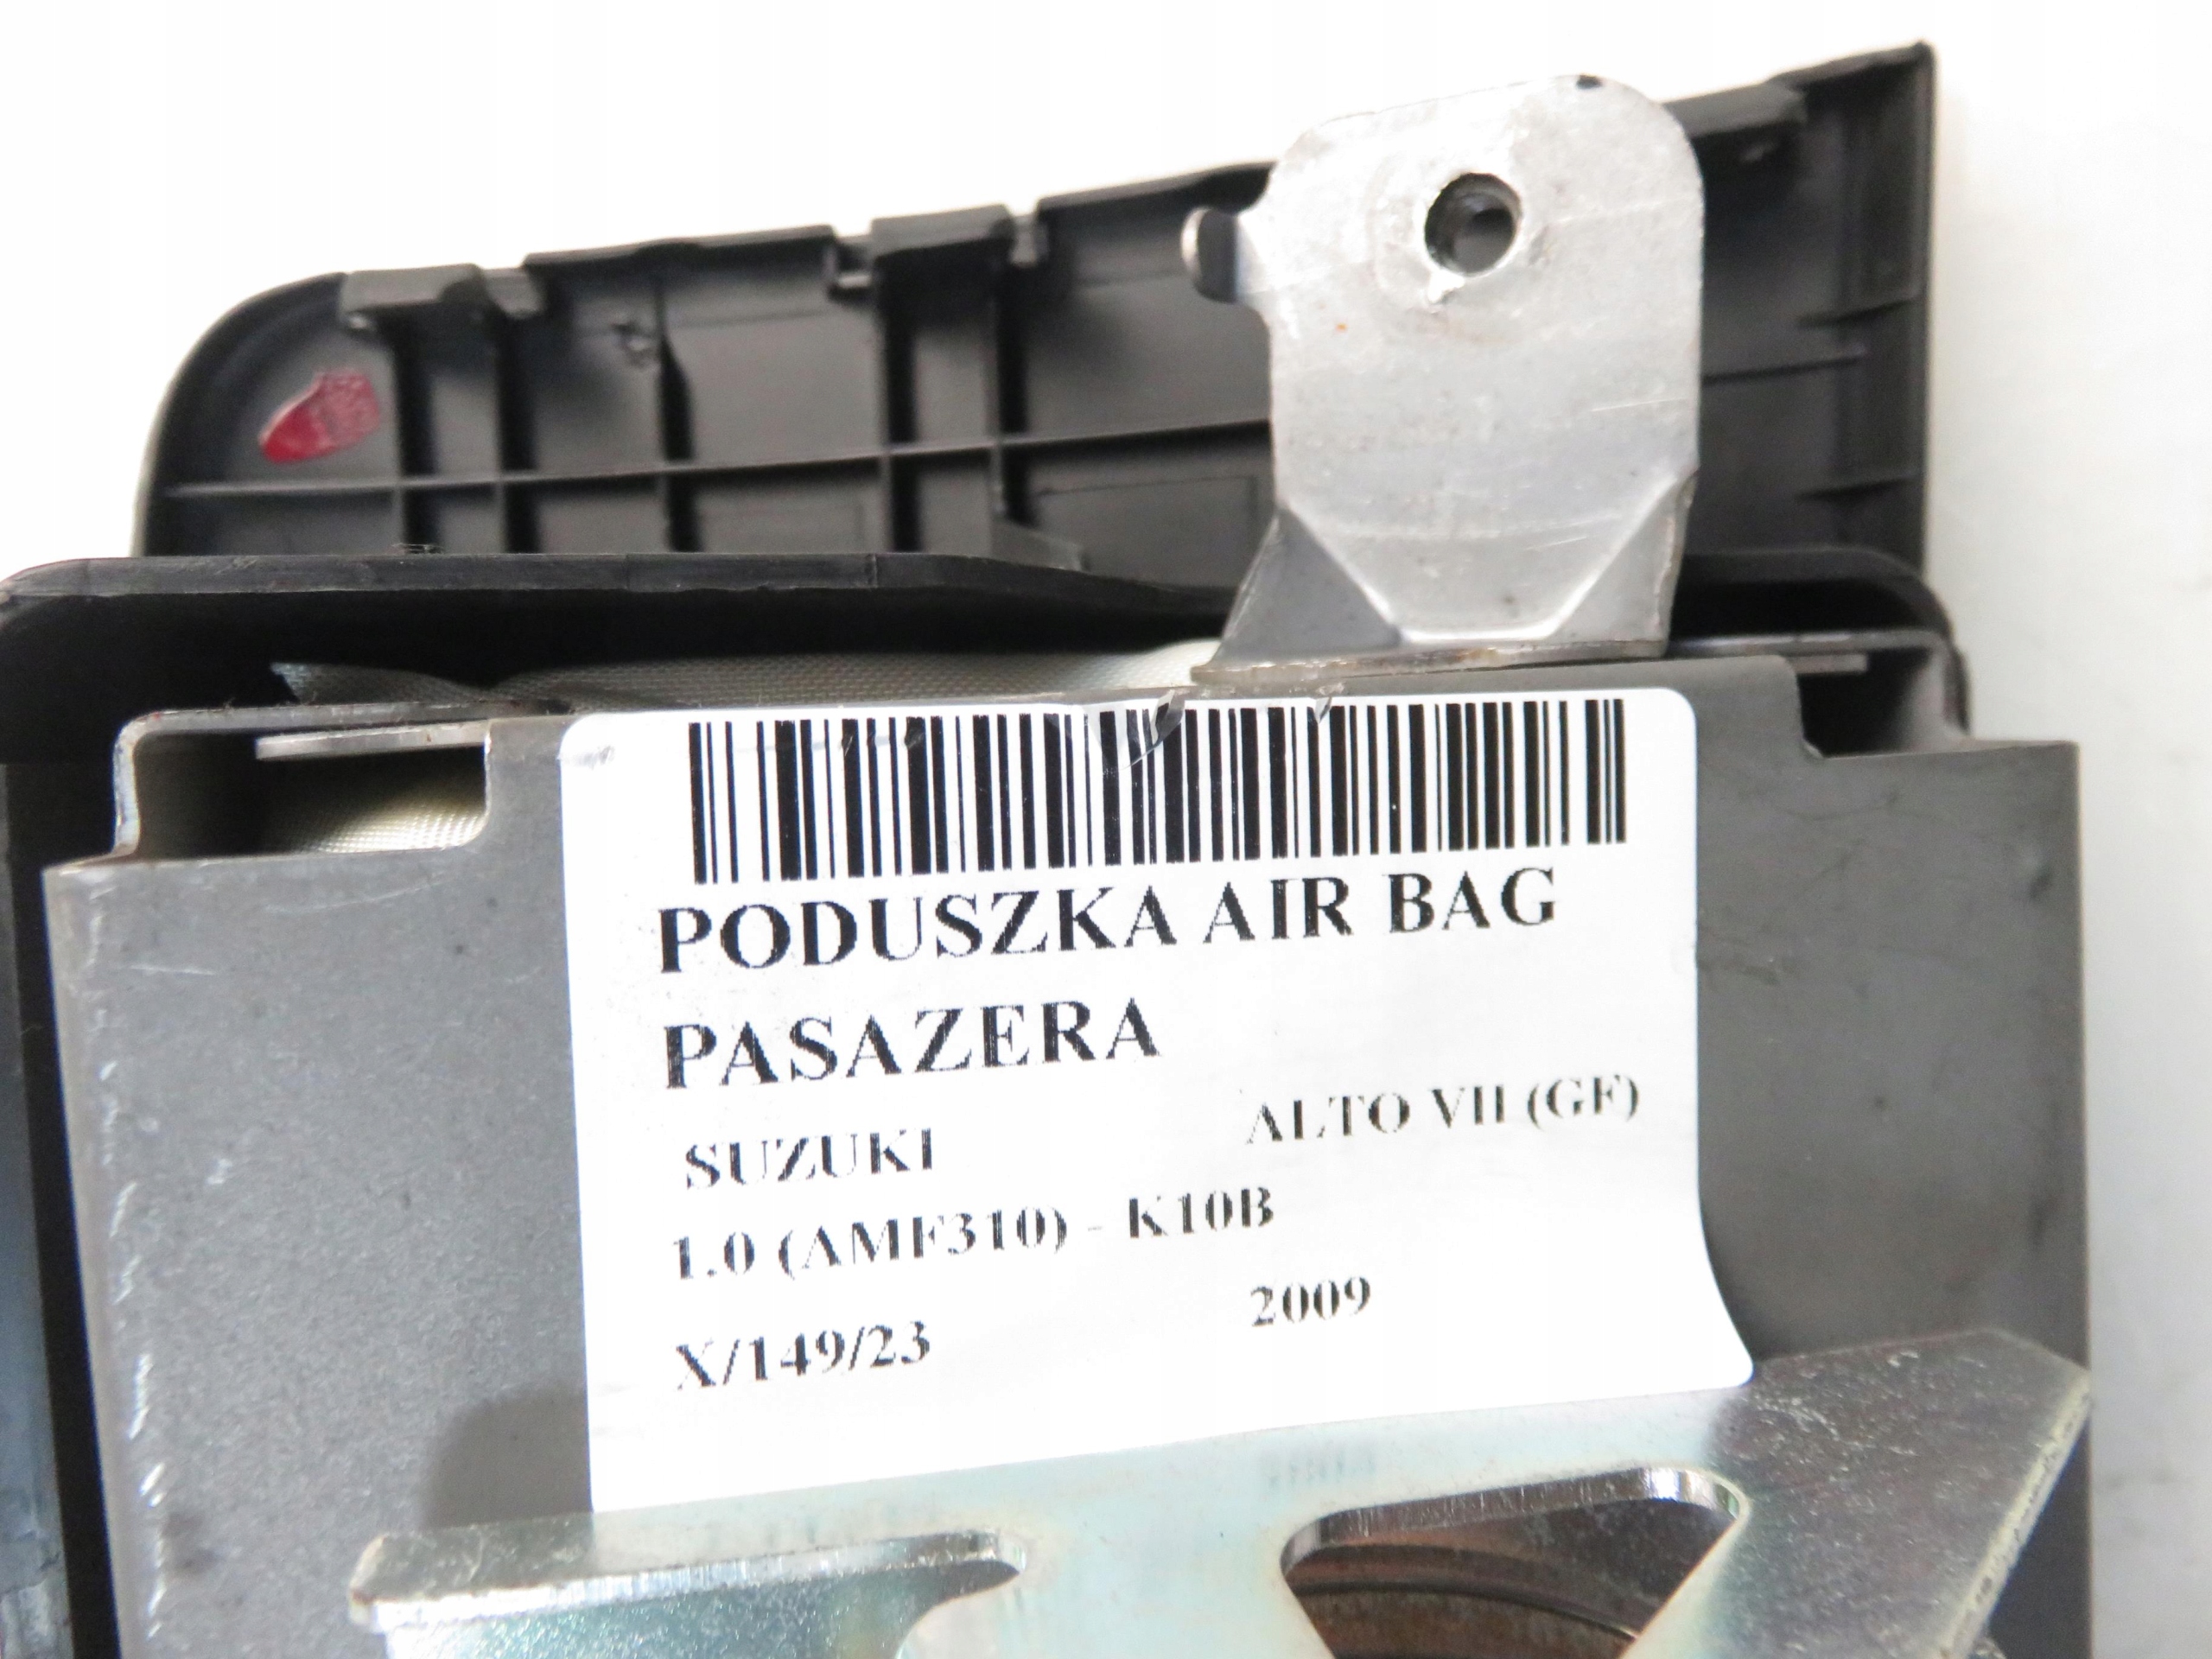 PODUSZKA AIR BAG
PASAZERA
SUZUKI ALTO VII (GF)
1.0 (AMF310) - K10B
X/149/23 2009